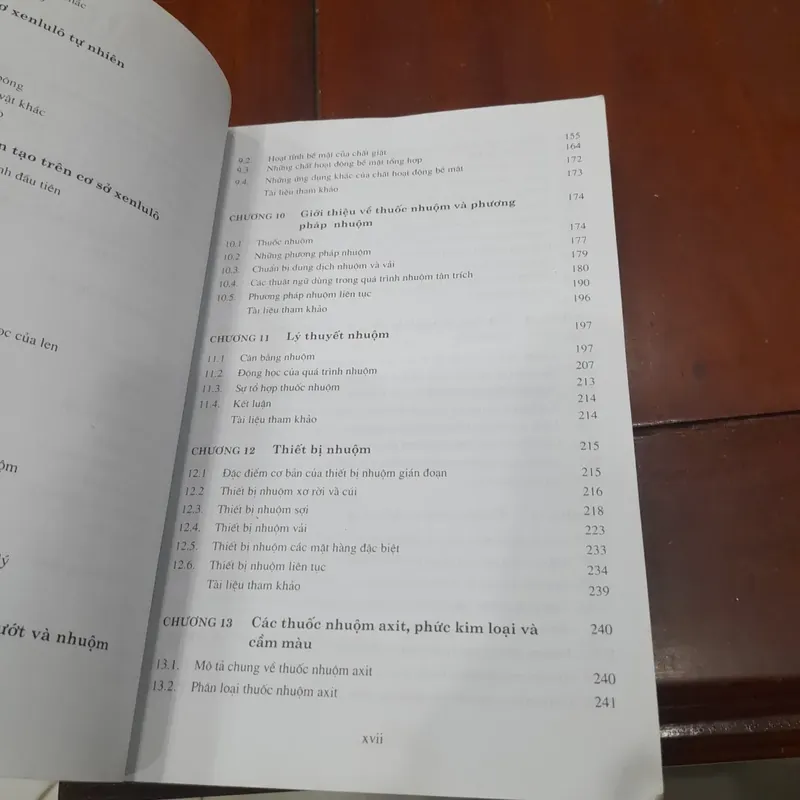 khác
xenlulô tự nhiên
bông
vật khác
tạo trên cơ sở xenlulô
đầu tiên
học của len
lý
ướt và nhuộm
155
9.2. Hoạt tính bề mặt của chất giặt 164
9.3 Những chất hoạt động bề mặt tổng hợp 172
9.4. Những ứng dụng khác của chất hoạt động bề mặt 173
Tài liệu tham khảo
CHƯƠNG 10 Giới thiệu về thuốc nhuộm và phương 174
pháp nhuộm
10.1 Thuốc nhuộm 174
10.2 Những phương pháp nhuộm 177
10.3. Chuẩn bị dung dịch nhuộm và vải 179
10.4. Các thuật ngữ dùng trong quá trình nhuộm tận trích 180
10.5. Phương pháp nhuộm liên tục 190
Tài liệu tham khảo 196
CHƯƠNG 11 Lý thuyết nhuộm 197
11.1 Cân bằng nhuộm 197
11.2 Động học của quá trình nhuộm 207
11.3. Sự tổ hợp thuốc nhuộm 213
11.4. Kết luận 214
Tài liệu tham khảo 214
CHƯƠNG 12 Thiết bị nhuộm 215
12.1 Đặc điểm cơ bản của thiết bị nhuộm gián đoạn 215
12.2 Thiết bị nhuộm xơ rời và cúi 216
12.3. Thiết bị nhuộm sợi 218
12.4. Thiết bị nhuộm vải 223
12.5. Thiết bị nhuộm các mặt hàng đặc biệt 233
12.6. Thiết bị nhuộm liên tục 234
Tài liệu tham khảo 239
CHƯƠNG 13 Các thuốc nhuộm axit, phức kim loại và 240
cầm màu
13.1. Mô tả chung về thuốc nhuộm axit 240
13.2. Phân loại thuốc nhuộm axit 241
xvii